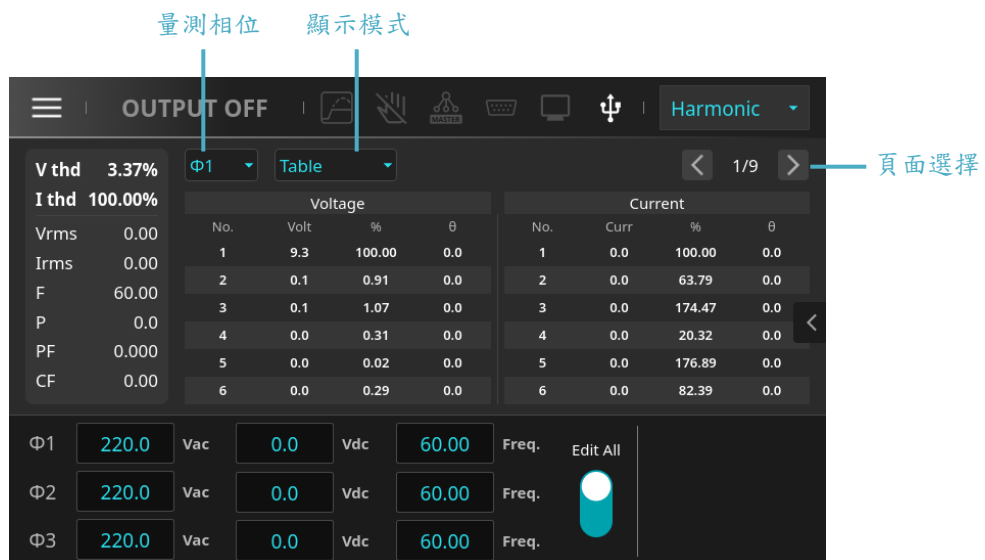 量測相位 顯示模式
OUTPUT OFF MASTER Harmonic
V thd 3.37% Φ1 Table 1/9 頁面選擇
I thd 100.00% Voltage Current
No. Volt % θ No. Curr % θ
Vrms 0.00
1 9.3 100.00 0.0 1 0.0 100.00 0.0
Irms 0.00
2 0.1 0.91 0.0 2 0.0 63.79 0.0
F 60.00
3 0.1 1.07 0.0 3 0.0 174.47 0.0
P 0.0
4 0.0 0.31 0.0 4 0.0 20.32 0.0
PF 0.000
5 0.0 0.02 0.0 5 0.0 176.89 0.0
CF 0.00
6 0.0 0.29 0.0 6 0.0 82.39 0.0
Φ1 220.0 Vac 0.0 Vdc 60.00 Freq. Edit All
Φ2 220.0 Vac 0.0 Vdc 60.00 Freq.
Φ3 220.0 Vac 0.0 Vdc 60.00 Freq.